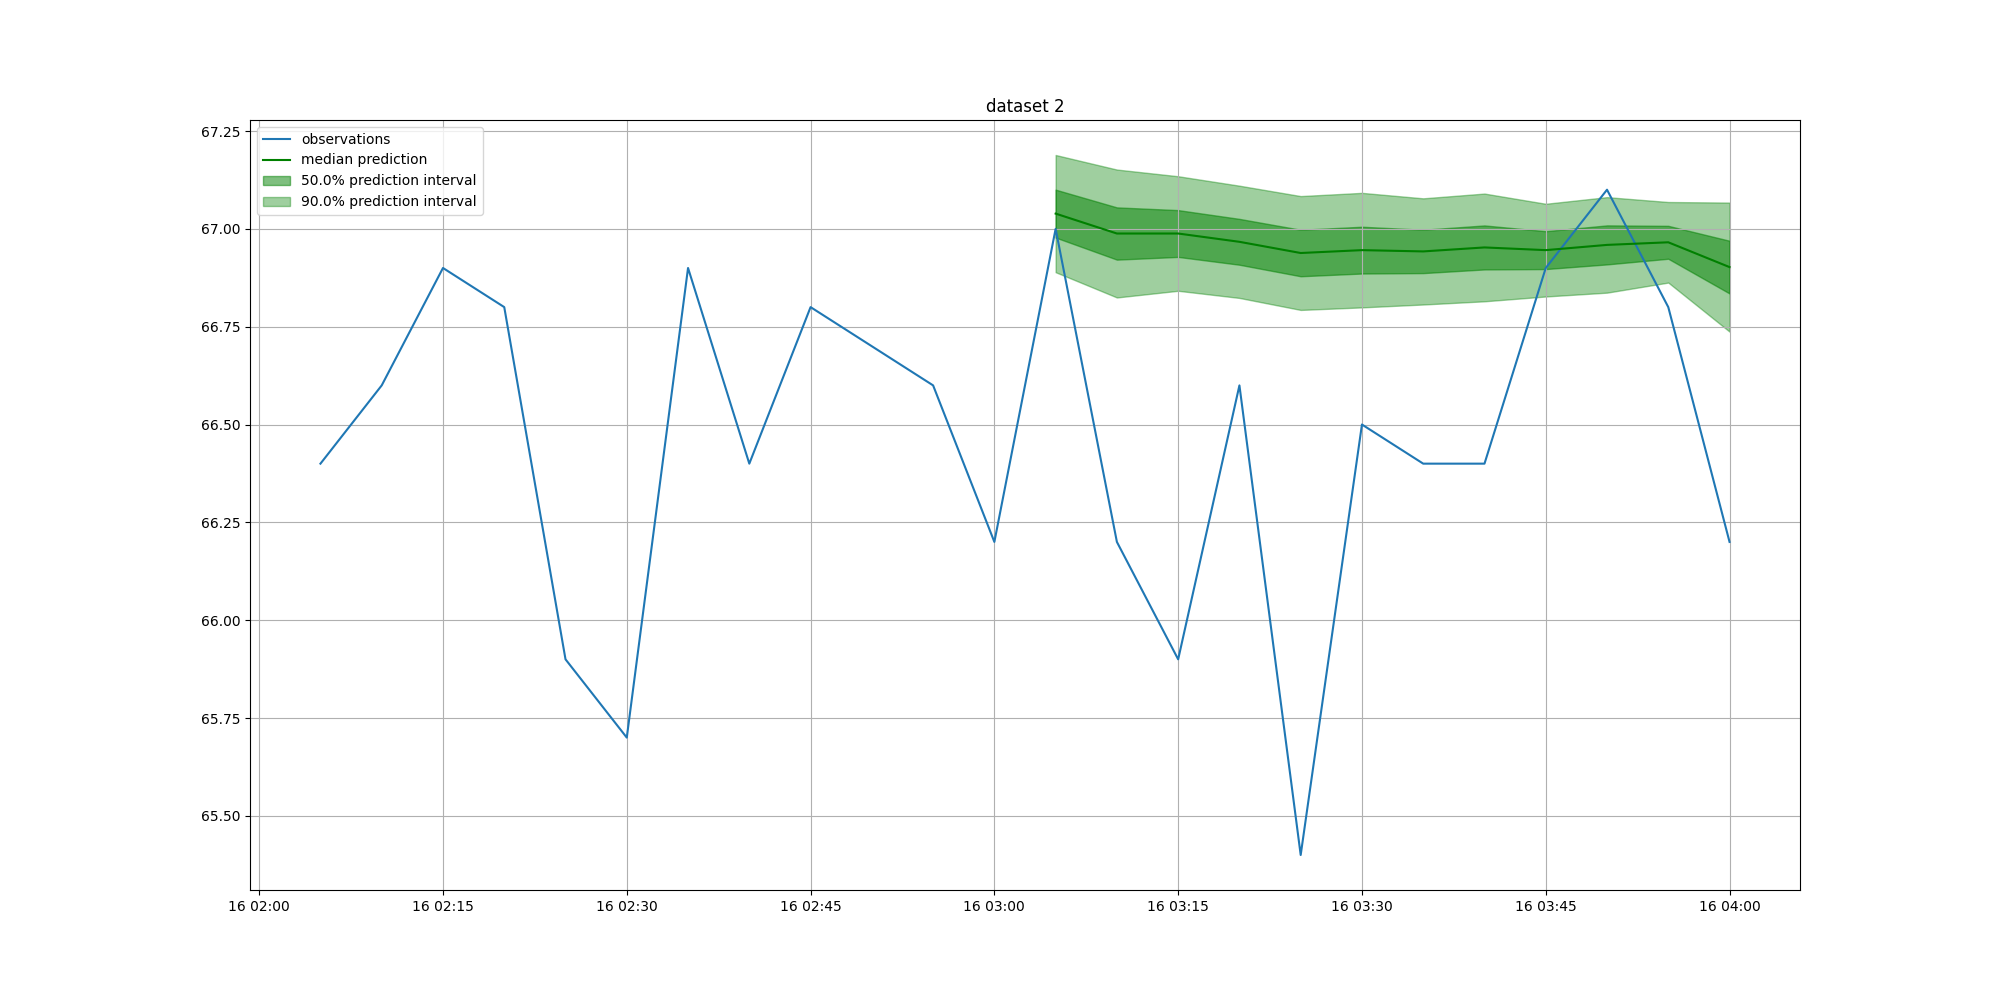 dataset 2
67.25
67.00
66.75
66.50
66.25
66.00
65.75
65.50
observations
median prediction
50.0% prediction interval
90.0% prediction interval
16 02:00 16 02:15 16 02:30 16 02:45 16 03:00 16 03:15 16 03:30 16 03:45 16 04:00